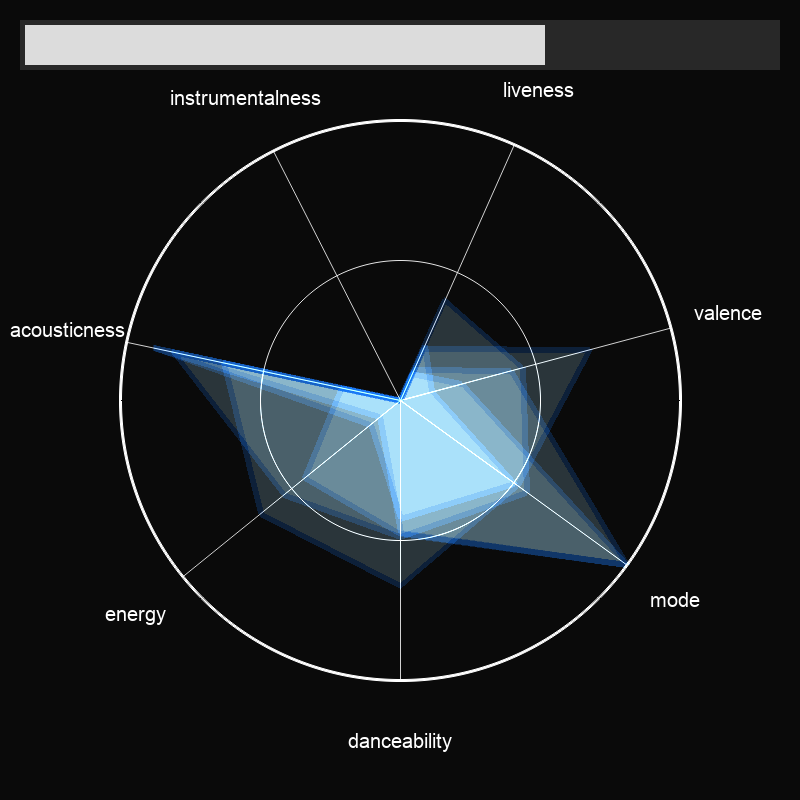 liveness
instrumentalness
valence
acousticness
mode
energy
danceability